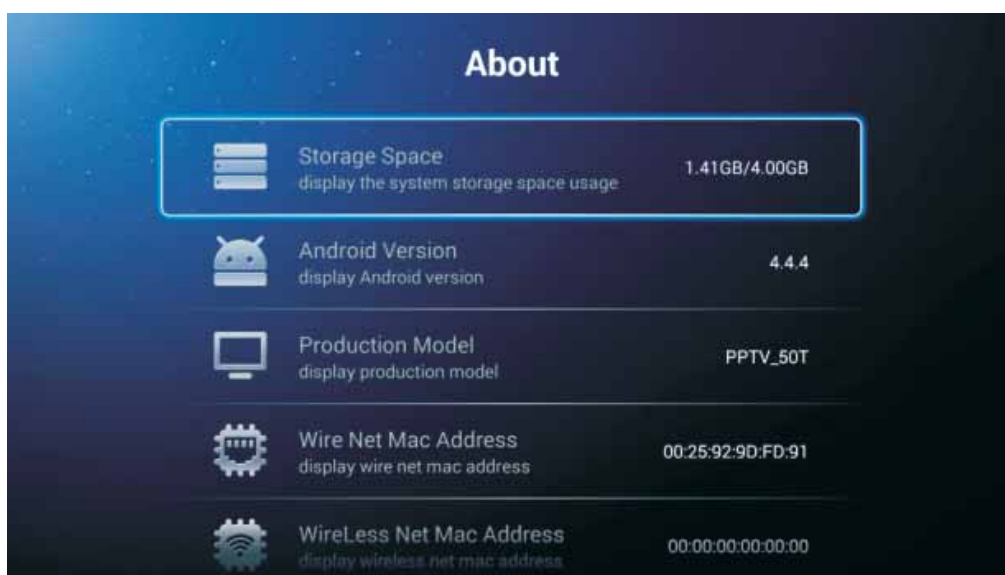 About
Storage Space
display the system storage space usage
1.41GB/4.00GB
Android Version
display Android version
4.4.4
Production Model
display production model
PPTV_50T
Wire Net Mac Address
display wire net mac address
00:25:92:9D:FD:91
WireLess Net Mac Address
display wireless net mac address
00:00:00:00:00:00